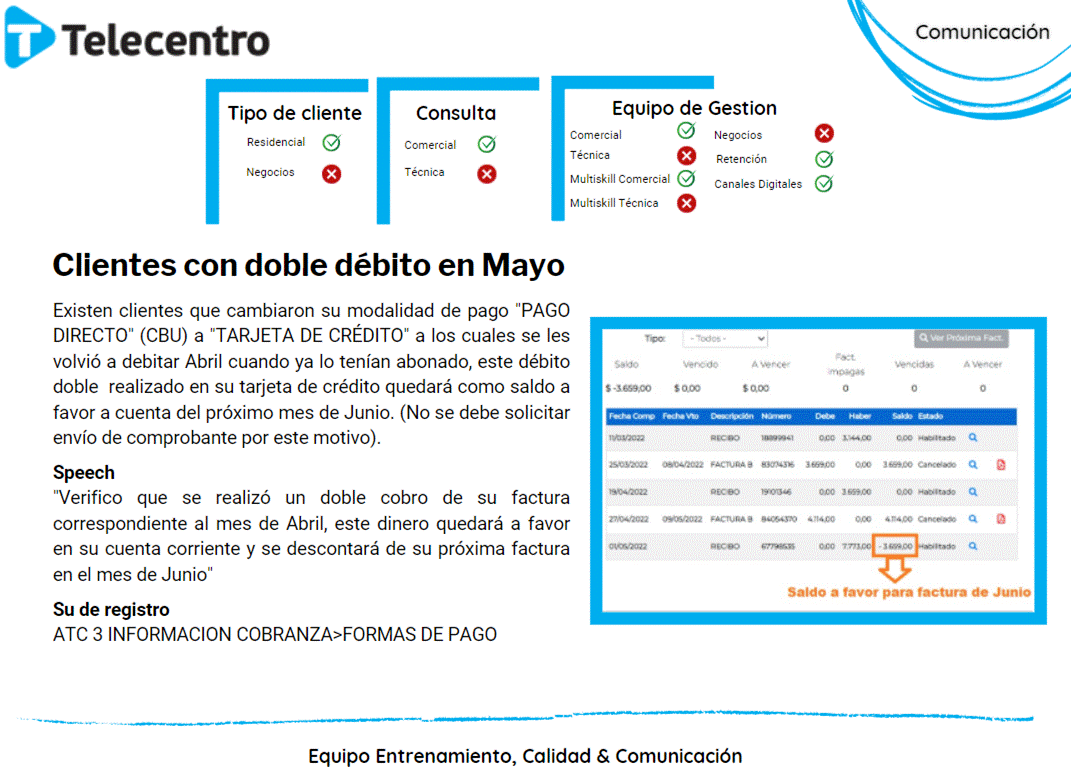 Telecentro
Comunicación
Tipo de cliente
Residencial
Negocios
Consulta
Comercial
Técnica
Equipo de Gestion
Comercial
Técnica
Multiskill Comercial
Multiskill Técnica
Negocios
Retención
Canales Digitales
Clientes con doble débito en Mayo
Existen clientes que cambiaron su modalidad de pago "PAGO
DIRECTO" (CBU) a "TARJETA DE CRÉDITO" a los cuales se les
volvió a debitar Abril cuando ya lo tenían abonado, este débito
doble realizado en su tarjeta de crédito quedará como saldo a
favor a cuenta del próximo mes de Junio. (No se debe solicitar
envío de comprobante por este motivo).
Speech
"Verifico que se realizó un doble cobro de su factura
correspondiente al mes de Abril, este dinero quedará a favor
en su cuenta corriente y se descontará de su próxima factura
en el mes de Junio"
Su de registro
ATC 3 INFORMACION COBRANZA>FORMAS DE PAGO
Tipo: - Todos - Ver Próxima Fact.
Saldo Vencido A Vencer Fact. Impagas Vencidas A Vencer
$ -3.659,00 $ 0,00 $ 0,00 0 0 0
Fecha Comp Fecha Vto Descripción Número Debe Haber Saldo Estado
11/03/2022 RECIBO 18899941 0,00 3.144,00 0,00 Habilitado
25/03/2022 08/04/2022 FACTURA B 83074316 3.659,00 0,00 3.659,00 Cancelado
19/04/2022 RECIBO 19101346 0,00 3.659,00 0,00 Habilitado
27/04/2022 09/05/2022 FACTURA B 84054370 4.114,00 0,00 4.114,00 Cancelado
01/05/2022 RECIBO 67798535 0,00 7.773,00 -3.659,00 Habilitado
Saldo a favor para factura de Junio
Equipo Entrenamiento, Calidad & Comunicación